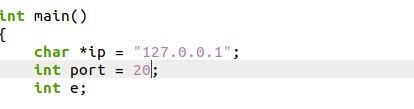 int main()
{
    char *ip = "127.0.0.1";
    int port = 20;
    int e;